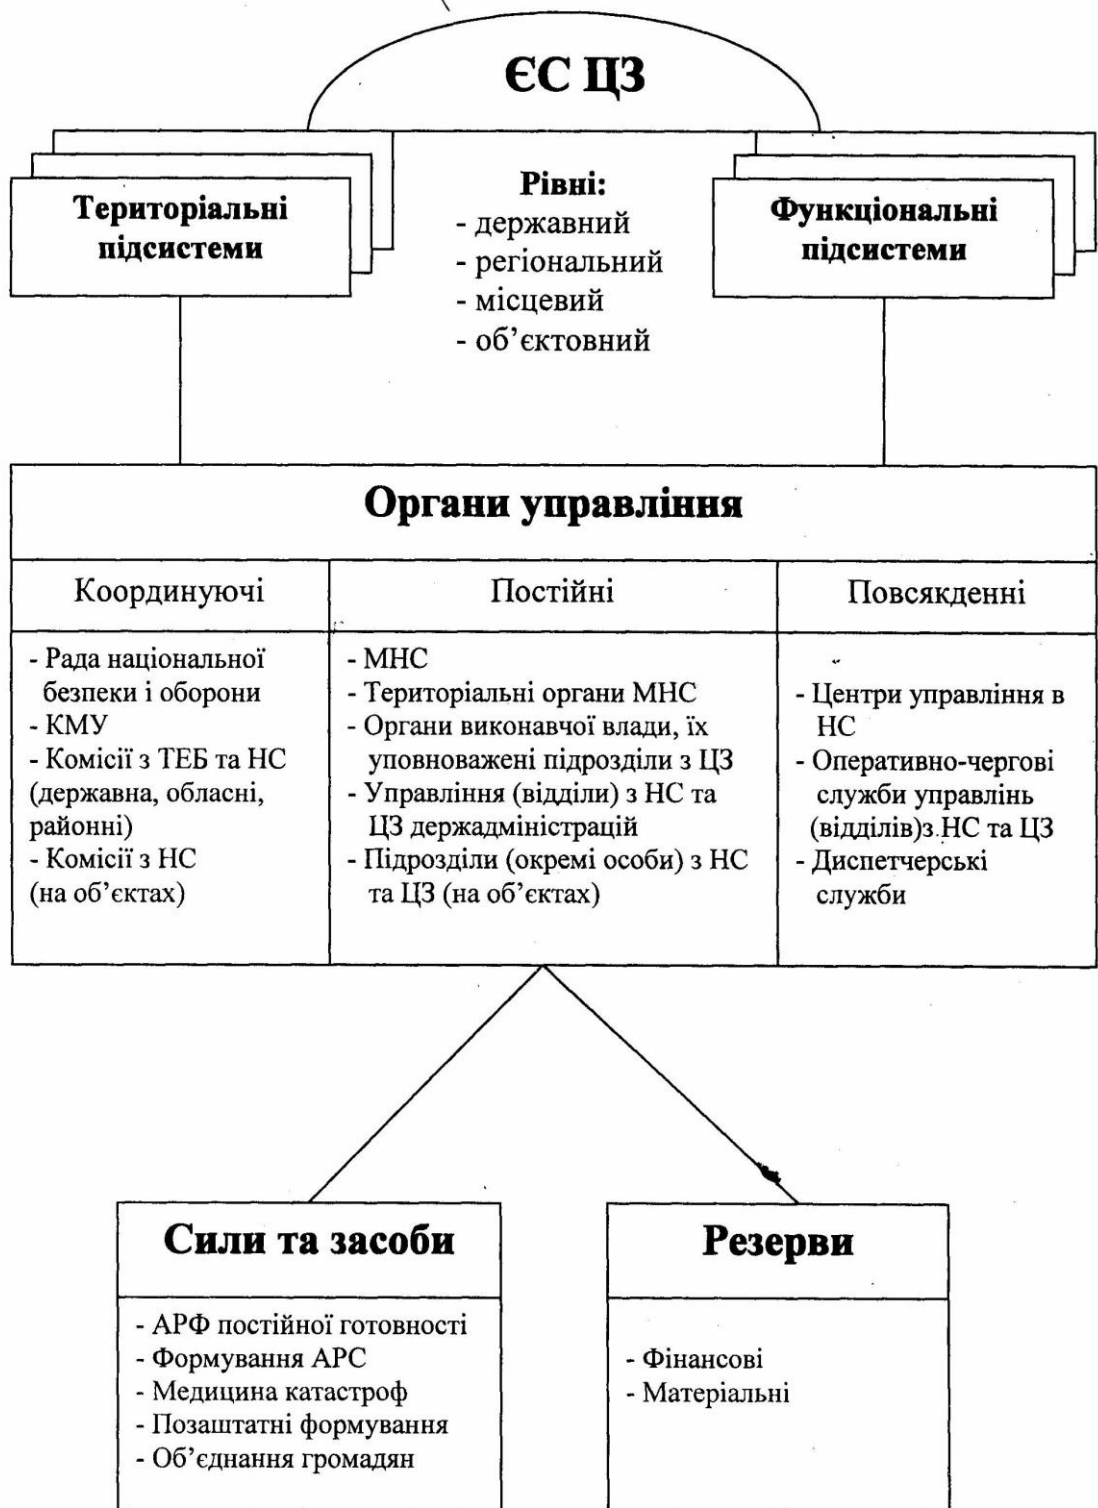 ЄС ЦЗ
Територіальні
підсистеми
Рівні:
- державний
- регіональний
- місцевий
- об’єктовний
Функціональні
підсистеми
Органи управління
Координуючі
Постійні
Повсякденні
- Рада національної
безпеки і оборони
- КМУ
- Комісії з ТЕБ та НС
(державна, обласні,
районні)
- Комісії з НС
(на об’єктах)
- МНС
- Територіальні органи МНС
- Органи виконавчої влади, їх
уповноважені підрозділи з ЦЗ
- Управління (відділи) з НС та
ЦЗ держадміністрацій
- Підрозділи (окремі особи) з НС
та ЦЗ (на об’єктах)
- Центри управління в
НС
- Оперативно-чергові
служби управлінь
(відділів)з НС та ЦЗ
- Диспетчерські
служби
Сили та засоби
- АРФ постійної готовності
- Формування АРС
- Медицина катастроф
- Позаштатні формування
- Об’єднання громадян
Резерви
- Фінансові
- Матеріальні